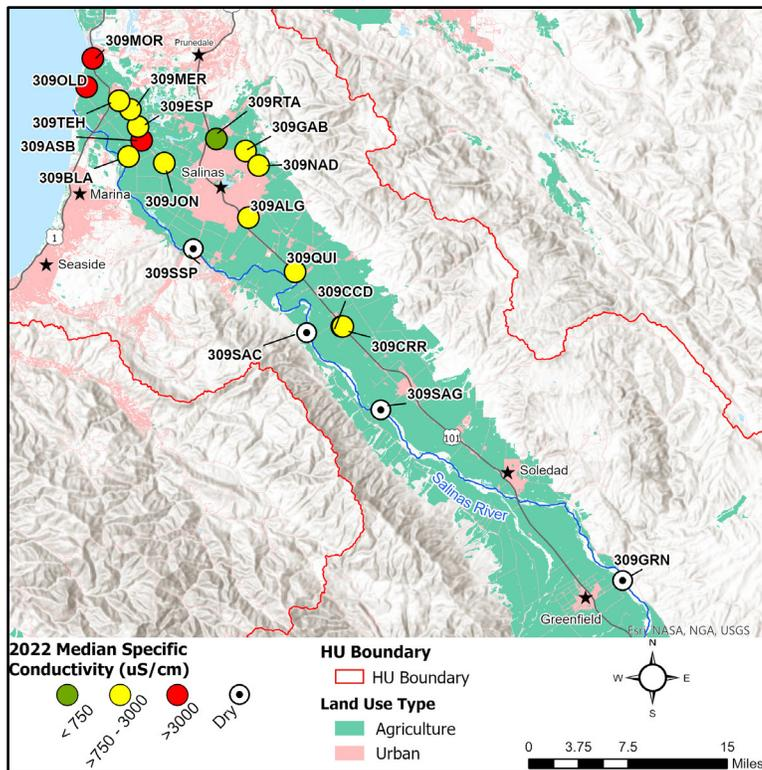 309MOR
Prunedale
309OLD
309MER
309ESP
309TEH
309RTA
309GAB
309ASB
309NAD
309BLA
Salinas
Marina
309JON
309ALG
1
Seaside
309SSP
309QUI
309CCD
309SAC
309CRR
309SAG
101
Soledad
Salinas River
309GRN
Greenfield
Esri, NASA, NGA, USGS
2022 Median Specific
Conductivity (uS/cm)
< 750
>750 - 3000
>3000
Dry
HU Boundary
HU Boundary
Land Use Type
Agriculture
Urban
N
W E
S
0 3.75 7.5 15
Miles